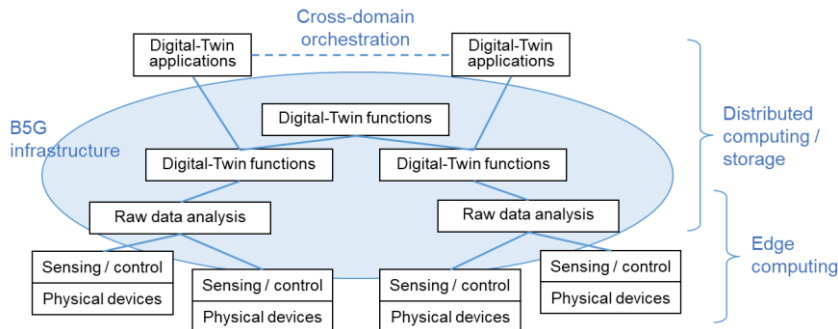 Cross-domain
orchestration
Digital-Twin
applications
Digital-Twin
applications
B5G
infrastructure
Digital-Twin functions
Digital-Twin functions
Digital-Twin functions
Distributed
computing /
storage
Raw data analysis
Raw data analysis
Sensing / control
Physical devices
Sensing / control
Physical devices
Sensing / control
Physical devices
Sensing / control
Physical devices
Edge
computing